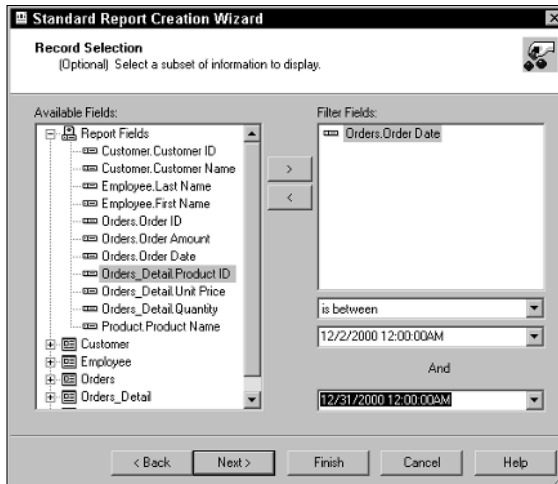 Standard Report Creation Wizard
Record Selection
(Optional) Select a subset of information to display.
Available Fields:
Report Fields
Customer.Customer ID
Customer.Customer Name
Employee.Last Name
Employee.First Name
Orders.Order ID
Orders.Order Amount
Orders.Order Date
Orders_Detail.Product ID
Orders_Detail.Unit Price
Orders_Detail.Quantity
Product.Product Name
Customer
Employee
Orders
Orders_Detail
>
<
Filter Fields:
Orders.Order Date
is between
12/2/2000 12:00:00AM
And
12/31/2000 12:00:00AM
< Back
Next >
Finish
Cancel
Help